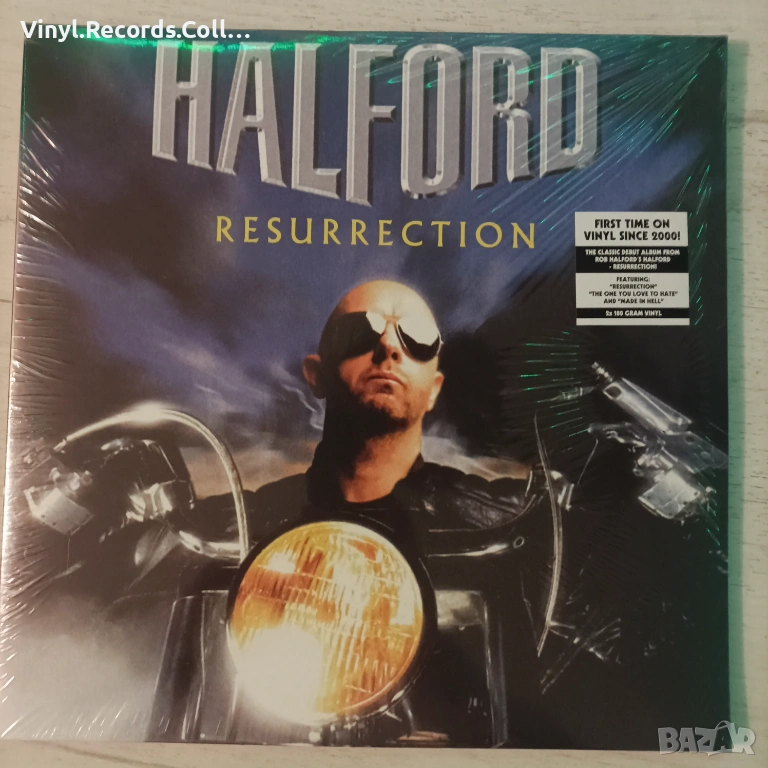 Vinyl.Records.Coll...
HALFORD
RESURRECTION
FIRST TIME ON
VINYL SINCE 2000!
THE CLASSIC DEBUT ALBUM FROM
ROB HALFORD'S HALFORD
- RESURRECTION!
FEATURING:
"RESURRECTION"
"THE ONE YOU LOVE TO HATE"
AND "MADE IN HELL"
2x 180 GRAM VINYL
BAZAR